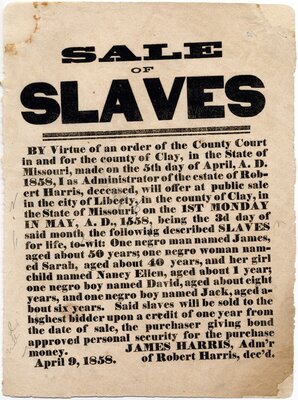 SALE
OF
SLAVES
BY Virtue of an order of the County Court
in and for the county of Clay, in the State of
Missouri, made on the 5th day of April, A. D.
1858, I as Administrator of the estate of Rob-
ert Harris, deceased, will offer at public sale
in the city of Liberty, in the county of Clay, in
the State of Missouri, on the 1ST MONDAY
IN MAY, A. D., 1558, being the 3d day of
said month the following described SLAVES
for life, to-wit: One negro man named James,
aged about 50 years; one negro woman nam-
ed Sarah, aged about 40 years, and her girl
child named Nancy Ellen, aged about 1 year;
one negro boy named David, aged about eight
years, and one negro boy named Jack, aged a-
bout six years. Said slaves will be sold to the
highest bidder upon a credit of one year from
the date of sale, the purchaser giving bond
approved personal security for the purchase
money. JAMES HARRIS, Adm'r
April 9, 1858. of Robert Harris, dec'd.